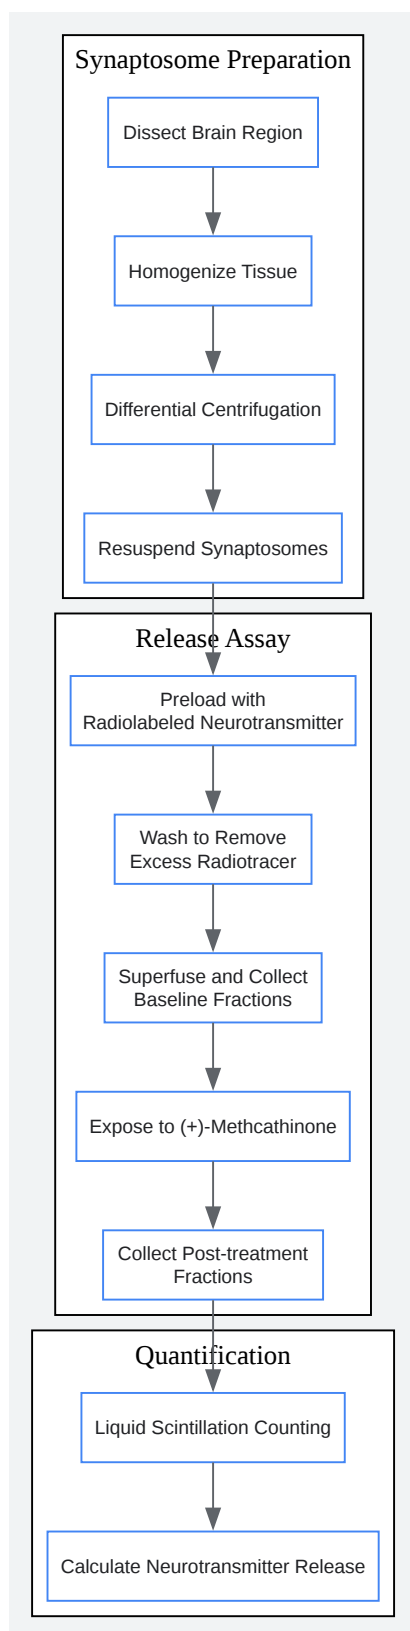 Synaptosome Preparation
Dissect Brain Region
Homogenize Tissue
Differential Centrifugation
Resuspend Synaptosomes
Release Assay
Preload with
Radiolabeled Neurotransmitter
Wash to Remove
Excess Radiotracer
Superfuse and Collect
Baseline Fractions
Expose to (+)-Methcathinone
Collect Post-treatment
Fractions
Quantification
Liquid Scintillation Counting
Calculate Neurotransmitter Release